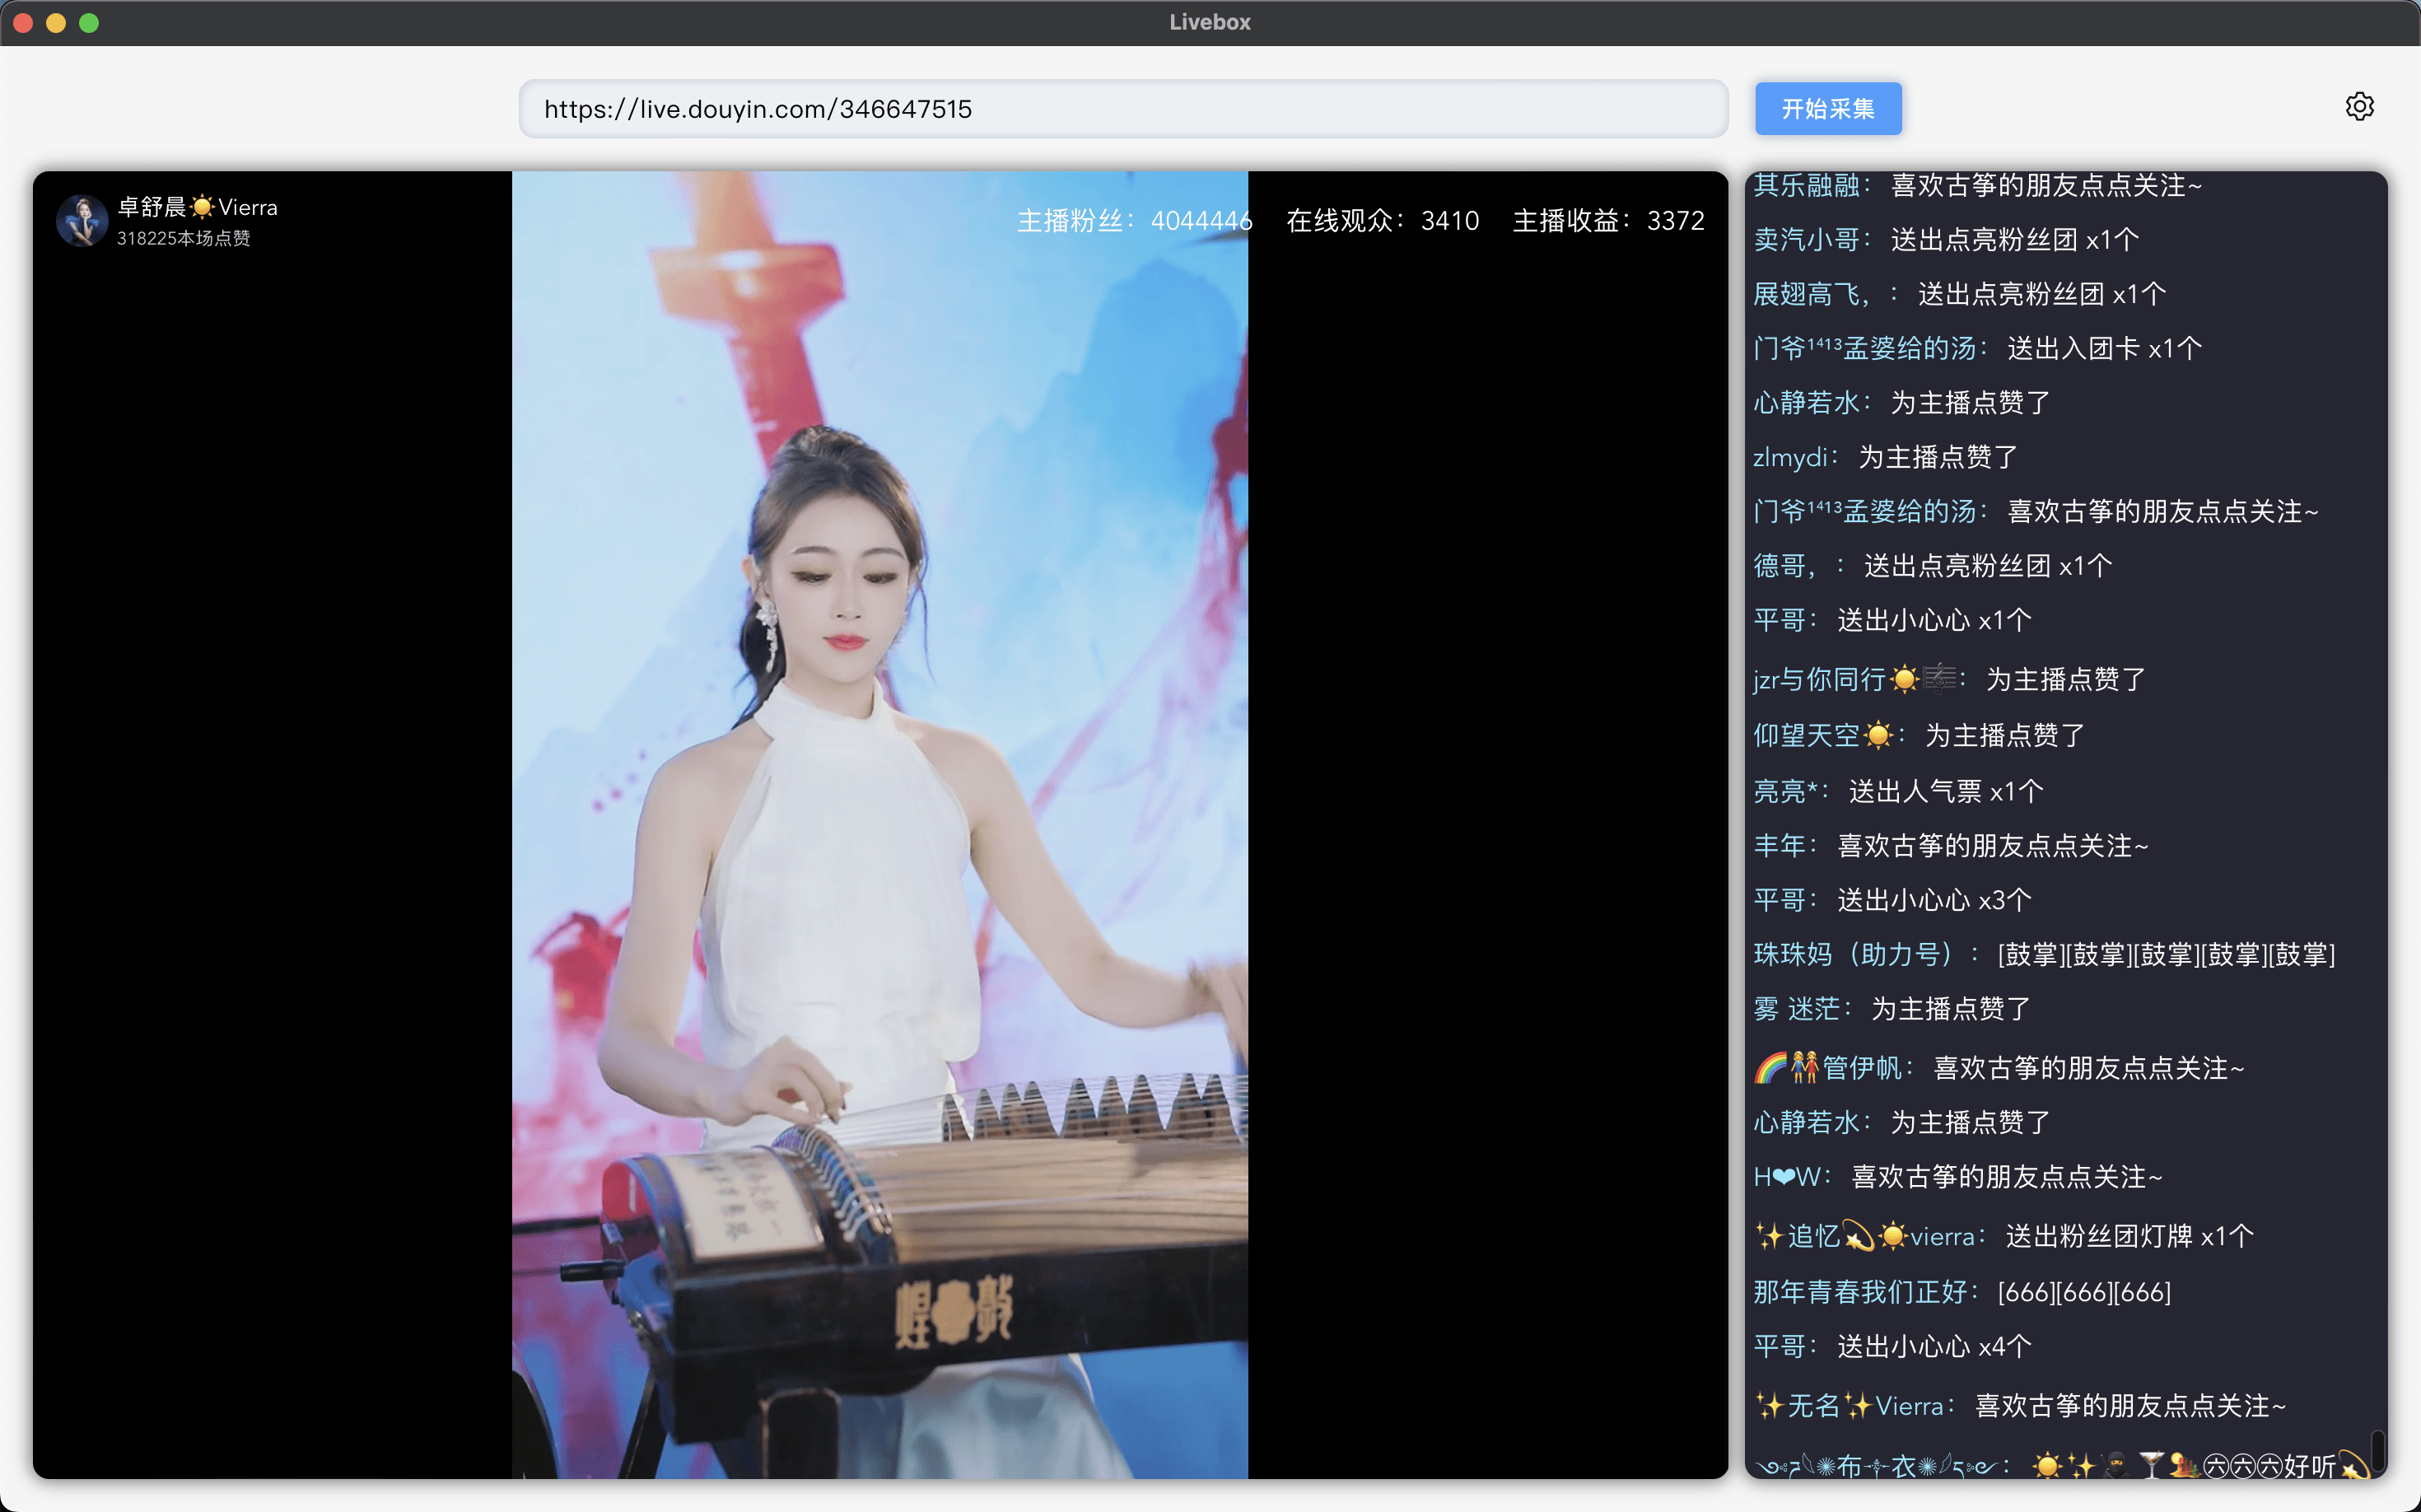 Livebox
https://live.douyin.com/346647515
开始采集
卓舒晨☀️Vierra
318225本场点赞
主播粉丝：4044446 在线观众：3410 主播收益：3372
其乐融融：喜欢古筝的朋友点点关注~
卖汽小哥：送出点亮粉丝团 x1个
展翅高飞，：送出点亮粉丝团 x1个
门爷¹⁴¹³孟婆给的汤：送出入团卡 x1个
心静若水：为主播点赞了
zlmydi：为主播点赞了
门爷¹⁴¹³孟婆给的汤：喜欢古筝的朋友点点关注~
德哥，：送出点亮粉丝团 x1个
平哥：送出小心心 x1个
jzr与你同行☀️🎼：为主播点赞了
仰望天空☀️：为主播点赞了
亮亮*：送出人气票 x1个
丰年：喜欢古筝的朋友点点关注~
平哥：送出小心心 x3个
珠珠妈（助力号）：[鼓掌][鼓掌][鼓掌][鼓掌][鼓掌]
雾 迷茫：为主播点赞了
🌈👭管伊帆：喜欢古筝的朋友点点关注~
心静若水：为主播点赞了
H❤W：喜欢古筝的朋友点点关注~
✨追忆💫☀️vierra：送出粉丝团灯牌 x1个
那年青春我们正好：[666][666][666]
平哥：送出小心心 x4个
✨无名✨Vierra：喜欢古筝的朋友点点关注~
布༒衣：☀️✨🥷🍸💃㊅㊅㊅好听💫